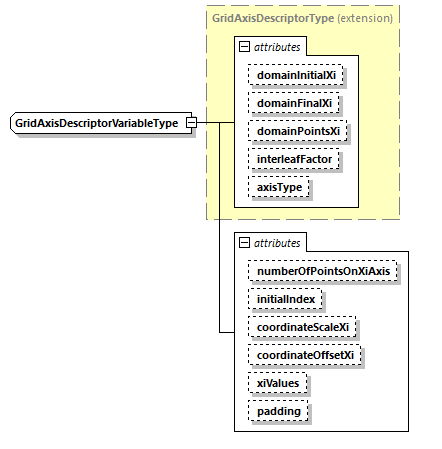 GridAxisDescriptorType (extension)
attributes
domainInitialXi
domainFinalXi
domainPointsXi
interleafFactor
axisType
GridAxisDescriptorVariableType
attributes
numberOfPointsOnXiAxis
initialIndex
coordinateScaleXi
coordinateOffsetXi
xiValues
padding